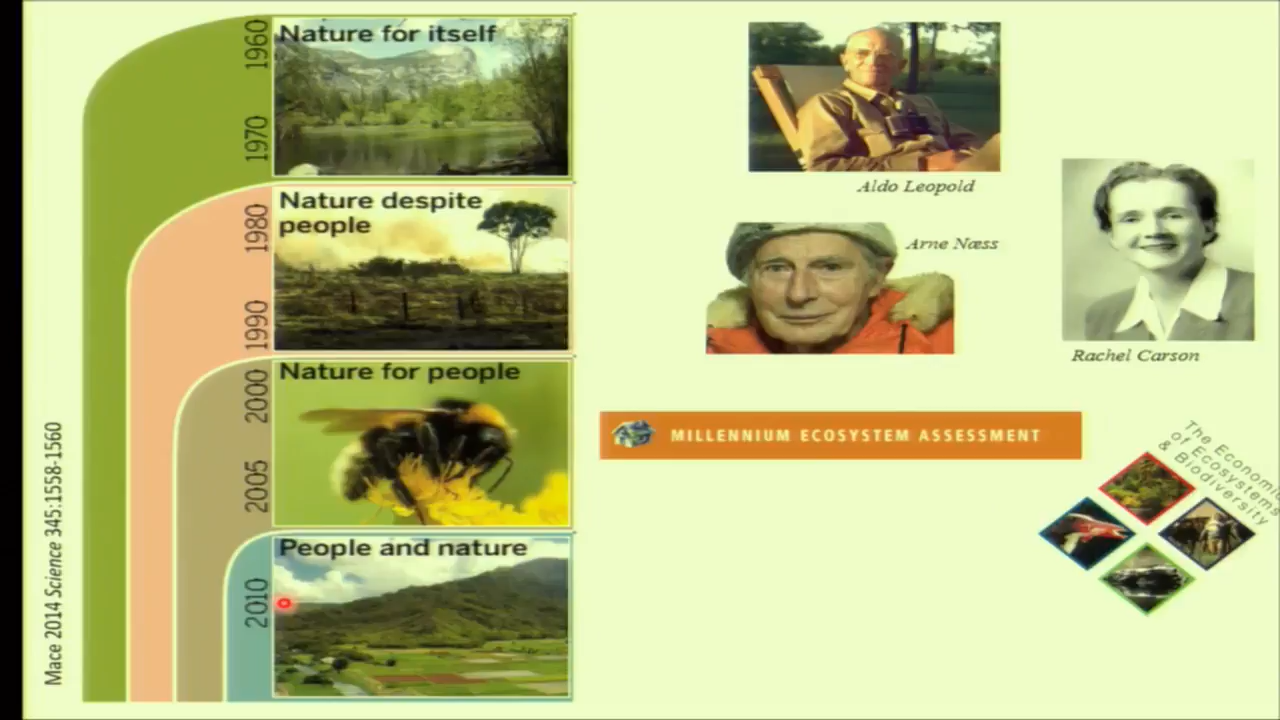 1960
Nature for itself
1970
1980
Nature despite
people
1990
2000
Nature for people
2005
2010
People and nature
Mace 2014 Science 345:1558-1560
Aldo Leopold
Arne Næss
Rachel Carson
MILLENNIUM ECOSYSTEM ASSESSMENT
The Economi
of Ecosystems
& Biodiversity